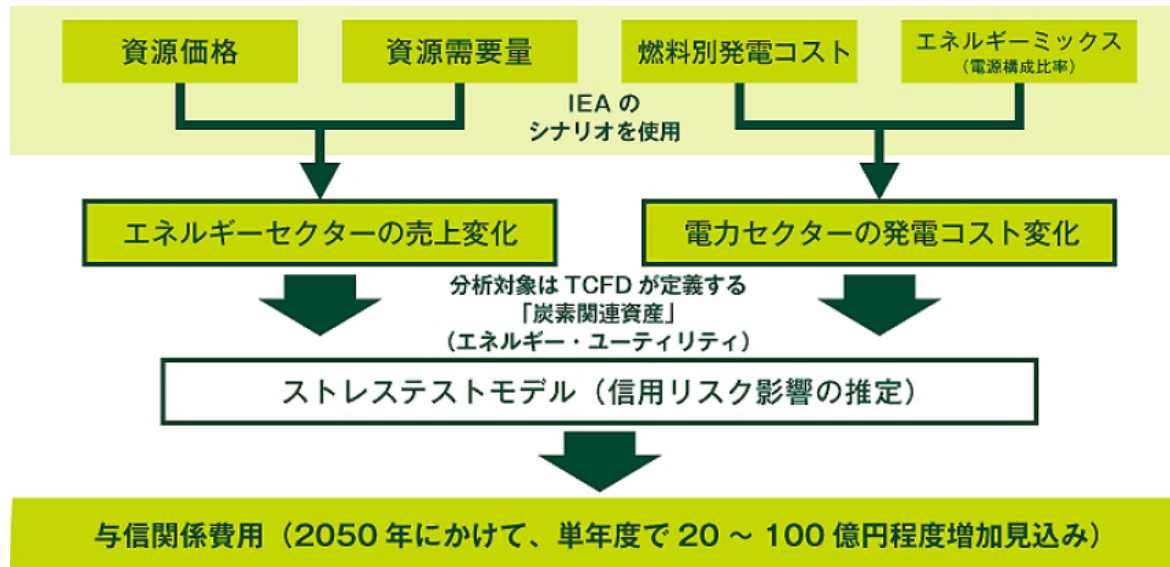 資源価格
資源需要量
燃料別発電コスト
エネルギーミックス
（電源構成比率）
IEA の
シナリオを使用
エネルギーセクターの売上変化
電力セクターの発電コスト変化
分析対象は TCFD が定義する
「炭素関連資産」
（エネルギー・ユーティリティ）
ストレステストモデル（信用リスク影響の推定）
与信関係費用（2050 年にかけて、単年度で 20 ～ 100 億円程度増加見込み）